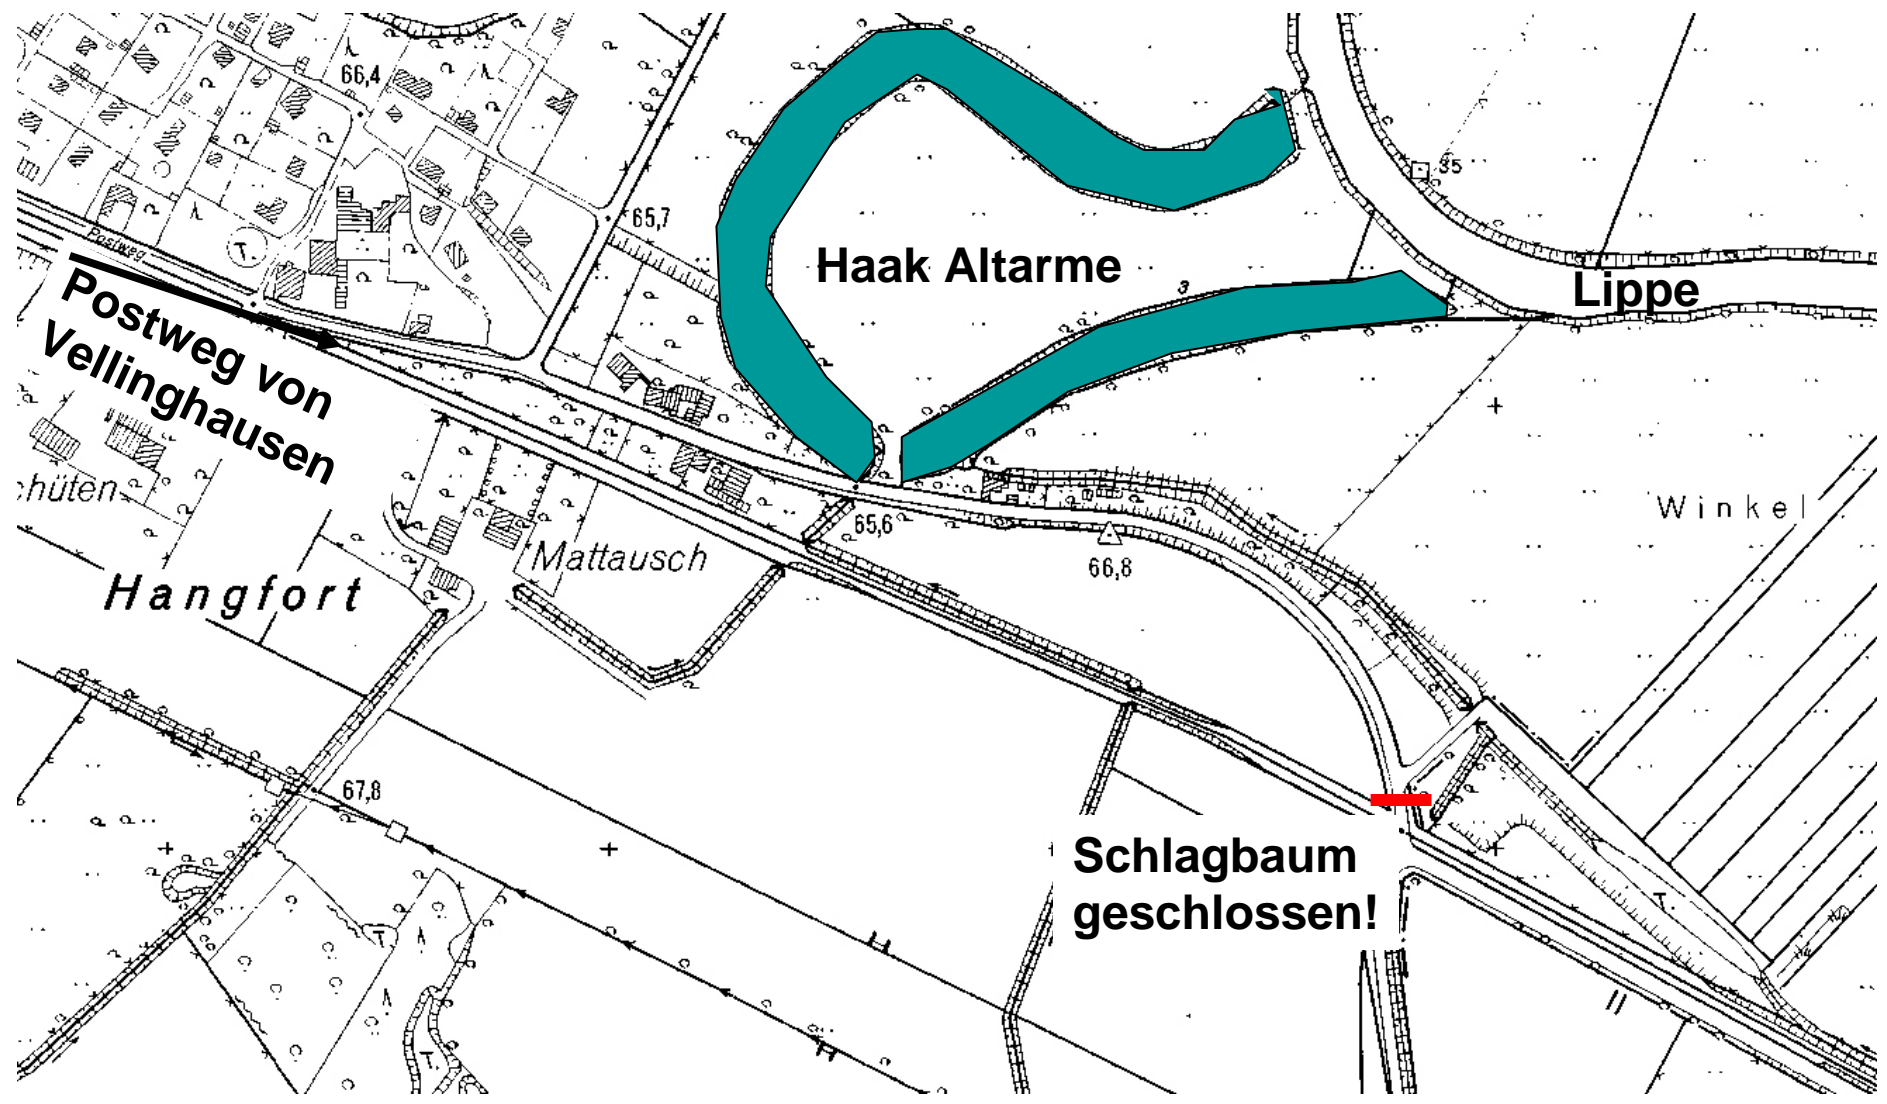 66,4
35
65,7
Postweg
T.
Haak Altarme
3
Lippe
Postweg von
Vellinghausen
chüten
Winkel
65,6
Mattausch
66,8
Hangfort
67,8
Schlagbaum
geschlossen!
T.
H
T.
H
T.